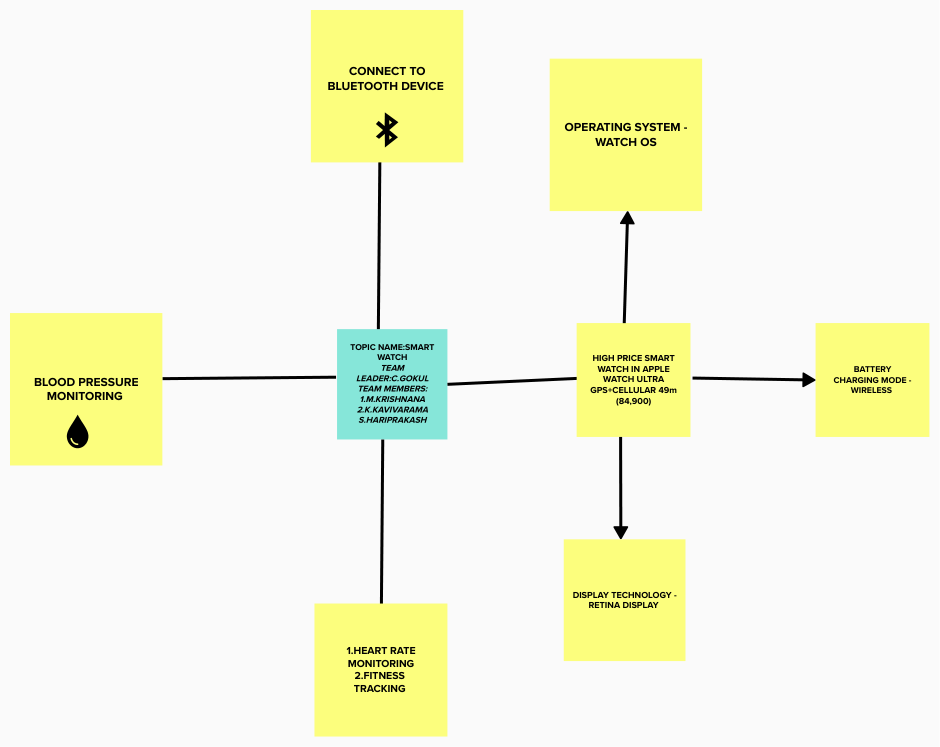 CONNECT TO
BLUETOOTH DEVICE
OPERATING SYSTEM -
WATCH OS
BLOOD PRESSURE
MONITORING
TOPIC NAME:SMART
WATCH
TEAM
LEADER:C.GOKUL
TEAM MEMBERS:
1.M.KRISHNANA
2.K.KAVIVARAMA
S.HARIPRAKASH
HIGH PRICE SMART
WATCH IN APPLE
WATCH ULTRA
GPS+CELLULAR 49m
(84,900)
BATTERY
CHARGING MODE -
WIRELESS
DISPLAY TECHNOLOGY -
RETINA DISPLAY
1.HEART RATE
MONITORING
2.FITNESS
TRACKING